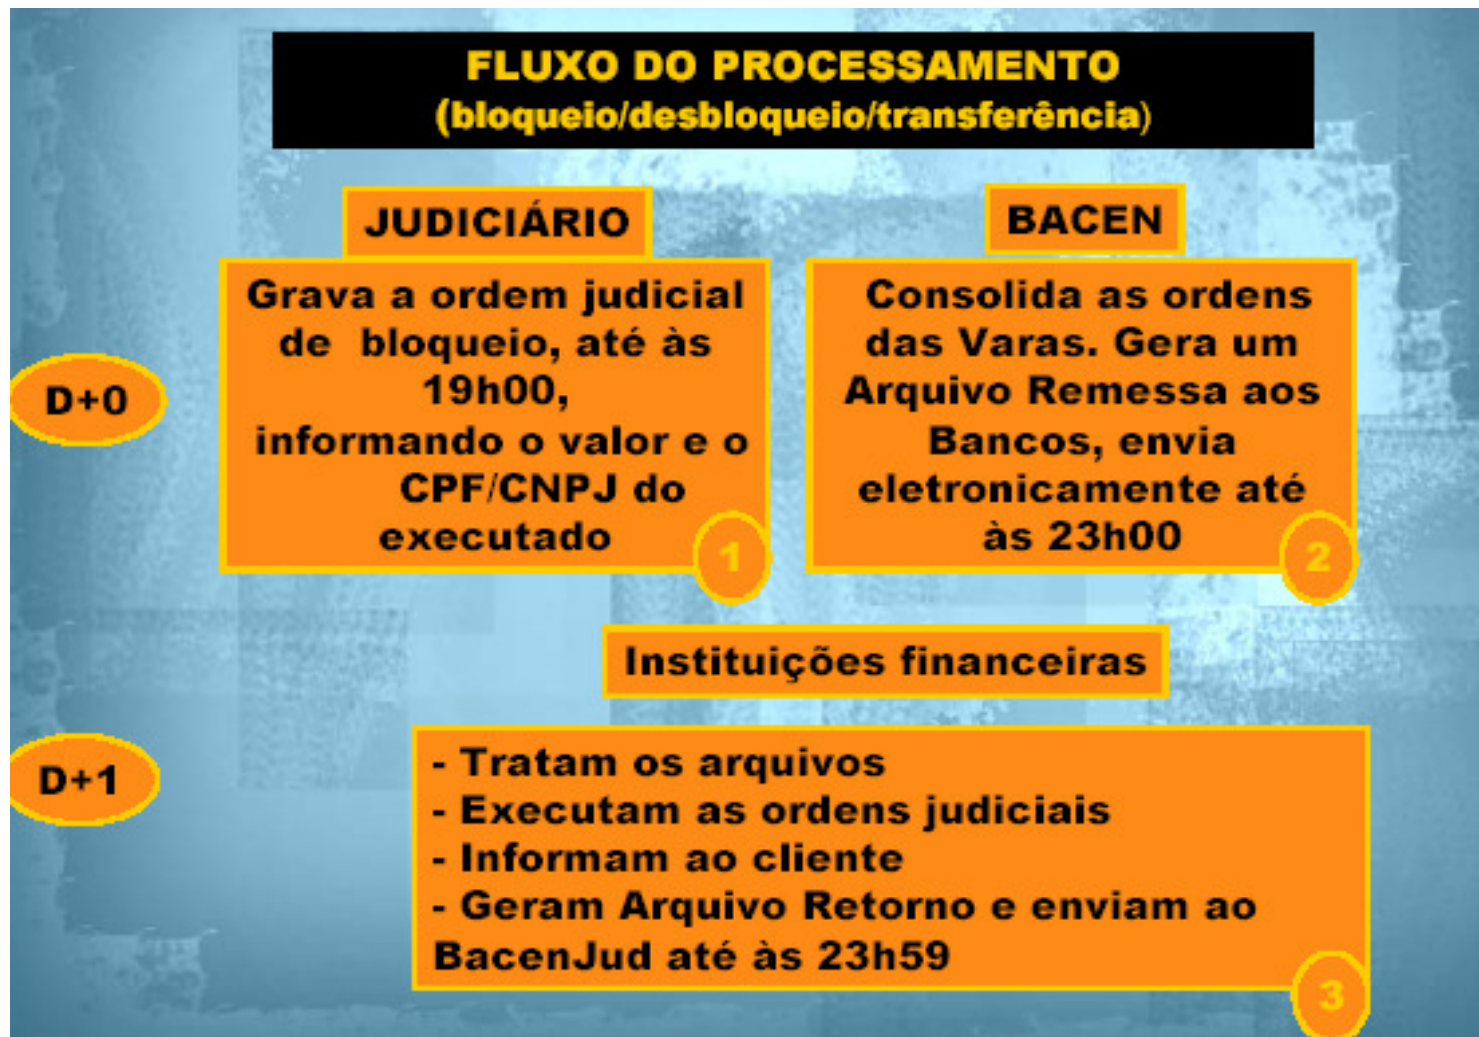 FLUXO DO PROCESSAMENTO
(bloqueio/desbloqueio/transferência)
JUDICIÁRIO
BACEN
D+0
Grava a ordem judicial
de bloqueio, até às
19h00,
informando o valor e o
CPF/CNPJ do
executado
1
Consolida as ordens
das Varas. Gera um
Arquivo Remessa aos
Bancos, envia
eletronicamente até
às 23h00
2
Instituições financeiras
D+1
- Tratam os arquivos
- Executam as ordens judiciais
- Informam ao cliente
- Geram Arquivo Retorno e enviam ao
BacenJud até às 23h59
3